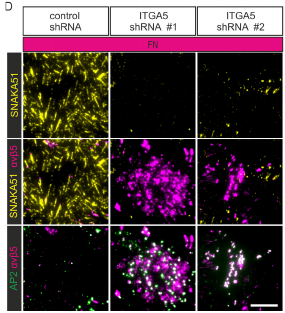 D
control
shRNA
ITGA5
shRNA #1
ITGA5
shRNA #2
FN
SNAKA51
SNAKA51 αvβ5
AP2 αvβ5